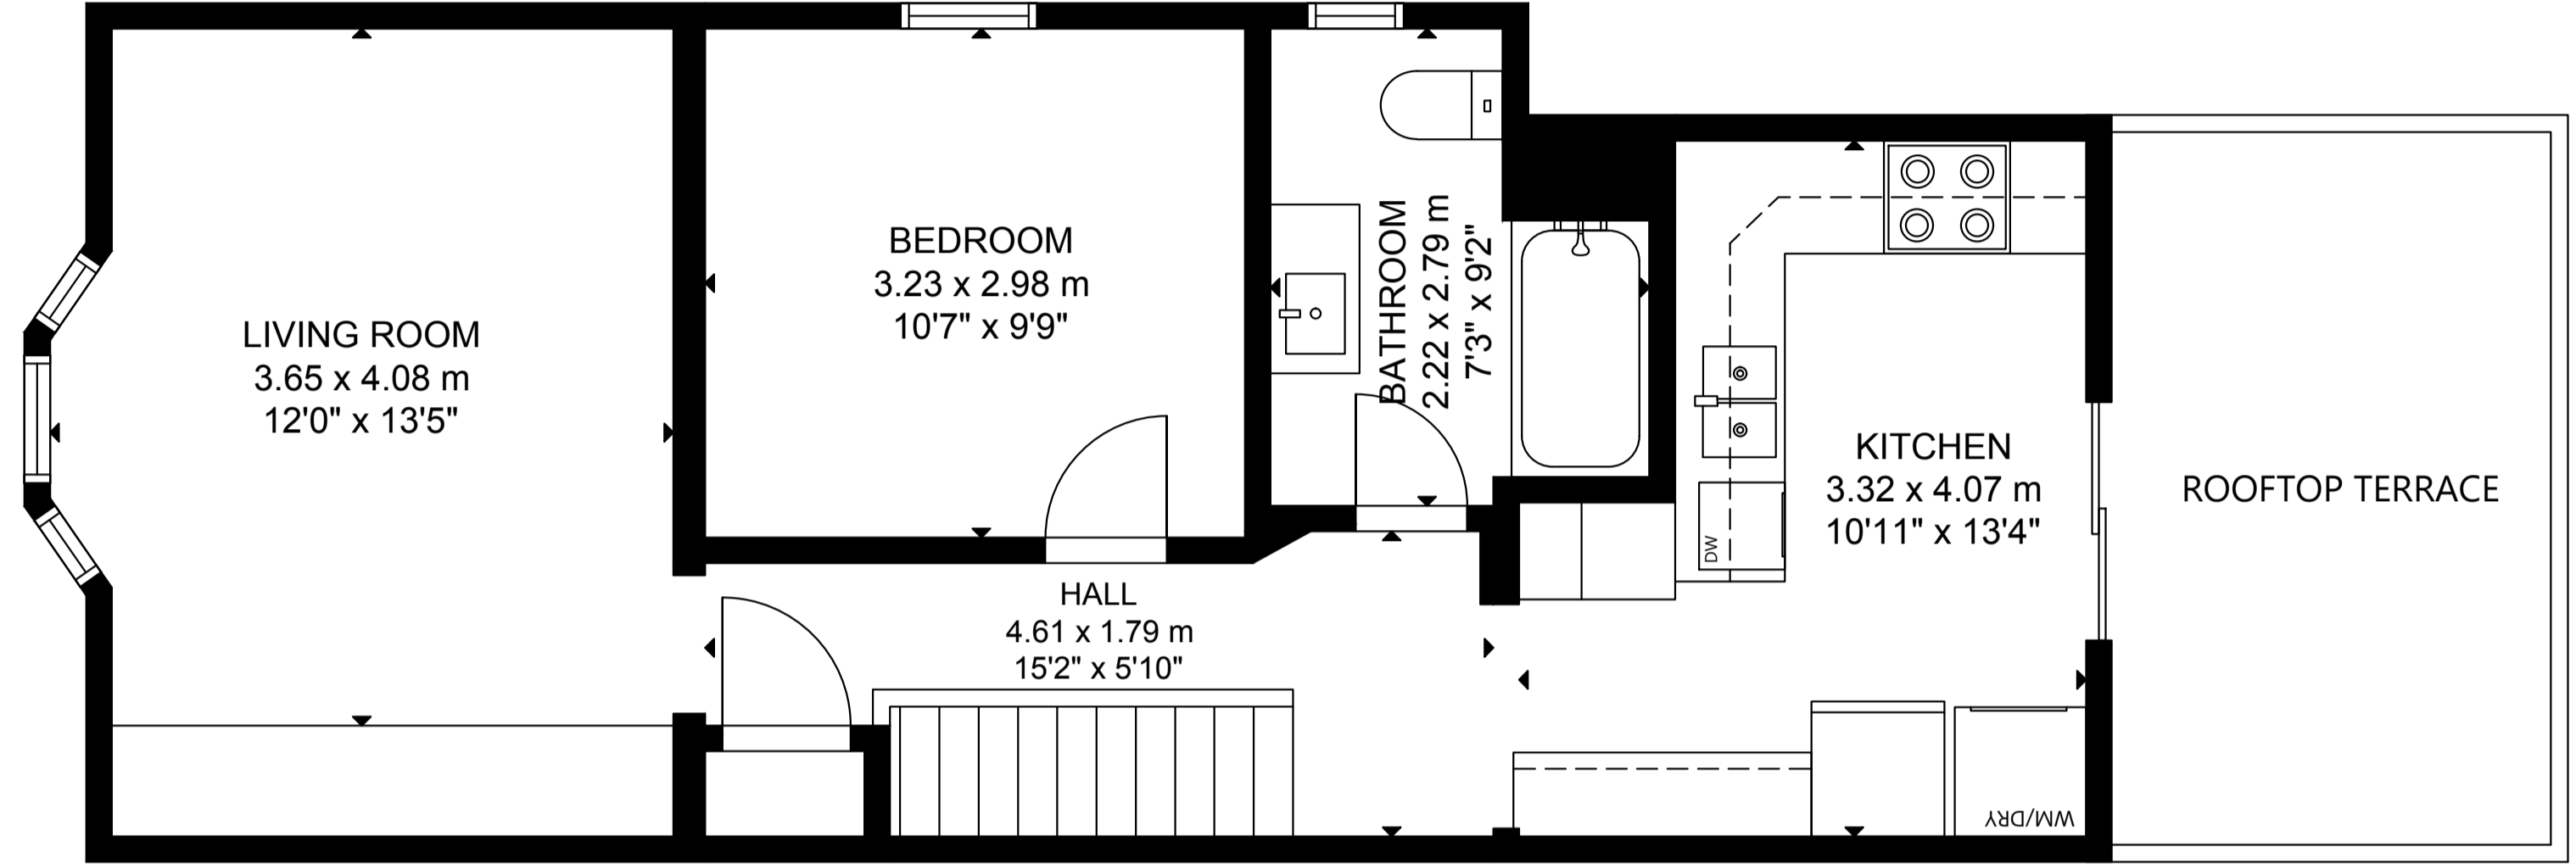 LIVING ROOM
3.65 x 4.08 m
12'0" x 13'5"
BEDROOM
3.23 x 2.98 m
10'7" x 9'9"
BATHROOM
2.22 x 2.79 m
7'3" x 9'2"
HALL
4.61 x 1.79 m
15'2" x 5'10"
KITCHEN
3.32 x 4.07 m
10'11" x 13'4"
DW
WM/DRY
ROOFTOP TERRACE